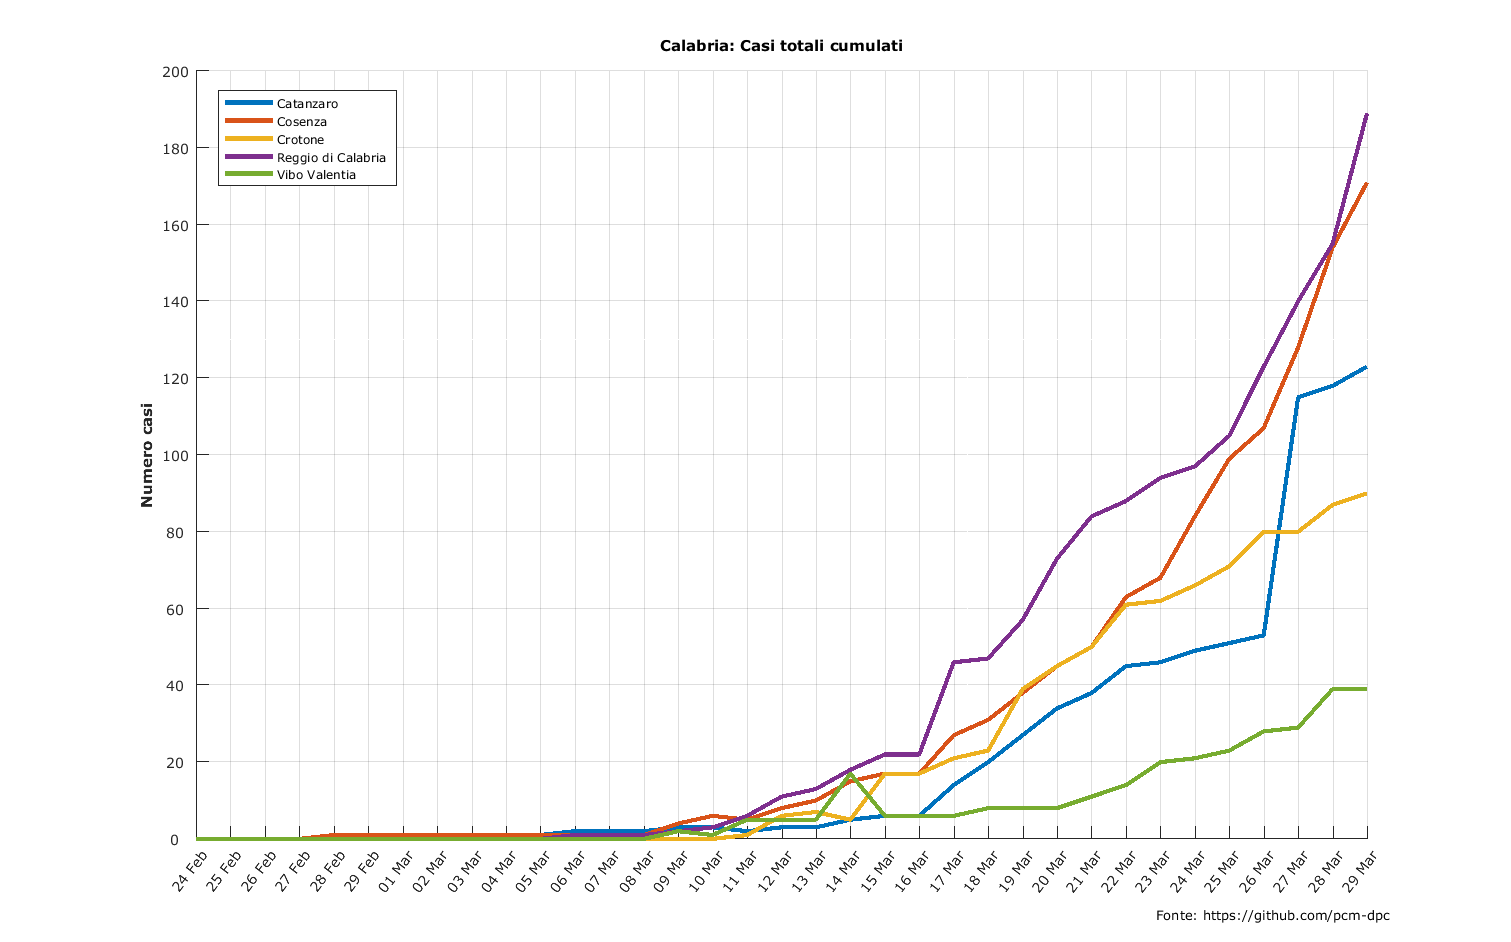 Calabria: Casi totali cumulati
Catanzaro
Cosenza
Crotone
Reggio di Calabria
Vibo Valentia
Numero casi
200
180
160
140
120
100
80
60
40
20
0
24 Feb
25 Feb
26 Feb
27 Feb
28 Feb
29 Feb
01 Mar
02 Mar
03 Mar
04 Mar
05 Mar
06 Mar
07 Mar
08 Mar
09 Mar
10 Mar
11 Mar
12 Mar
13 Mar
14 Mar
15 Mar
16 Mar
17 Mar
18 Mar
19 Mar
20 Mar
21 Mar
22 Mar
23 Mar
24 Mar
25 Mar
26 Mar
27 Mar
28 Mar
29 Mar
Fonte: https://github.com/pcm-dpc